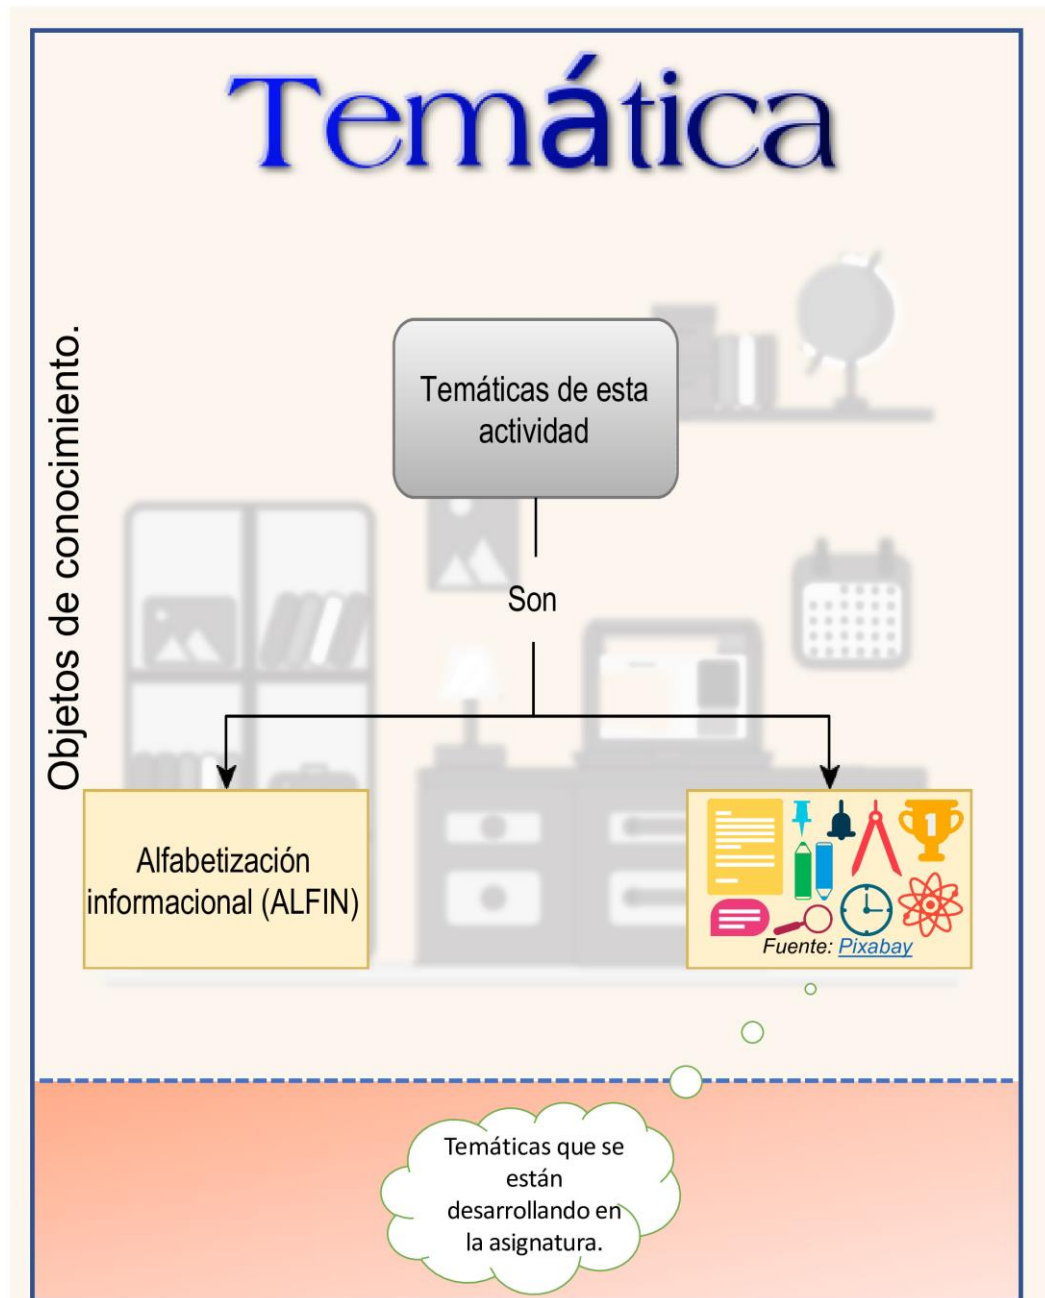 Temática
Objetos de conocimiento.
Temáticas de esta
actividad
Son
Alfabetización
informacional (ALFIN)
1
Fuente: Pixabay
Temáticas que se
están
desarrollando en
la asignatura.